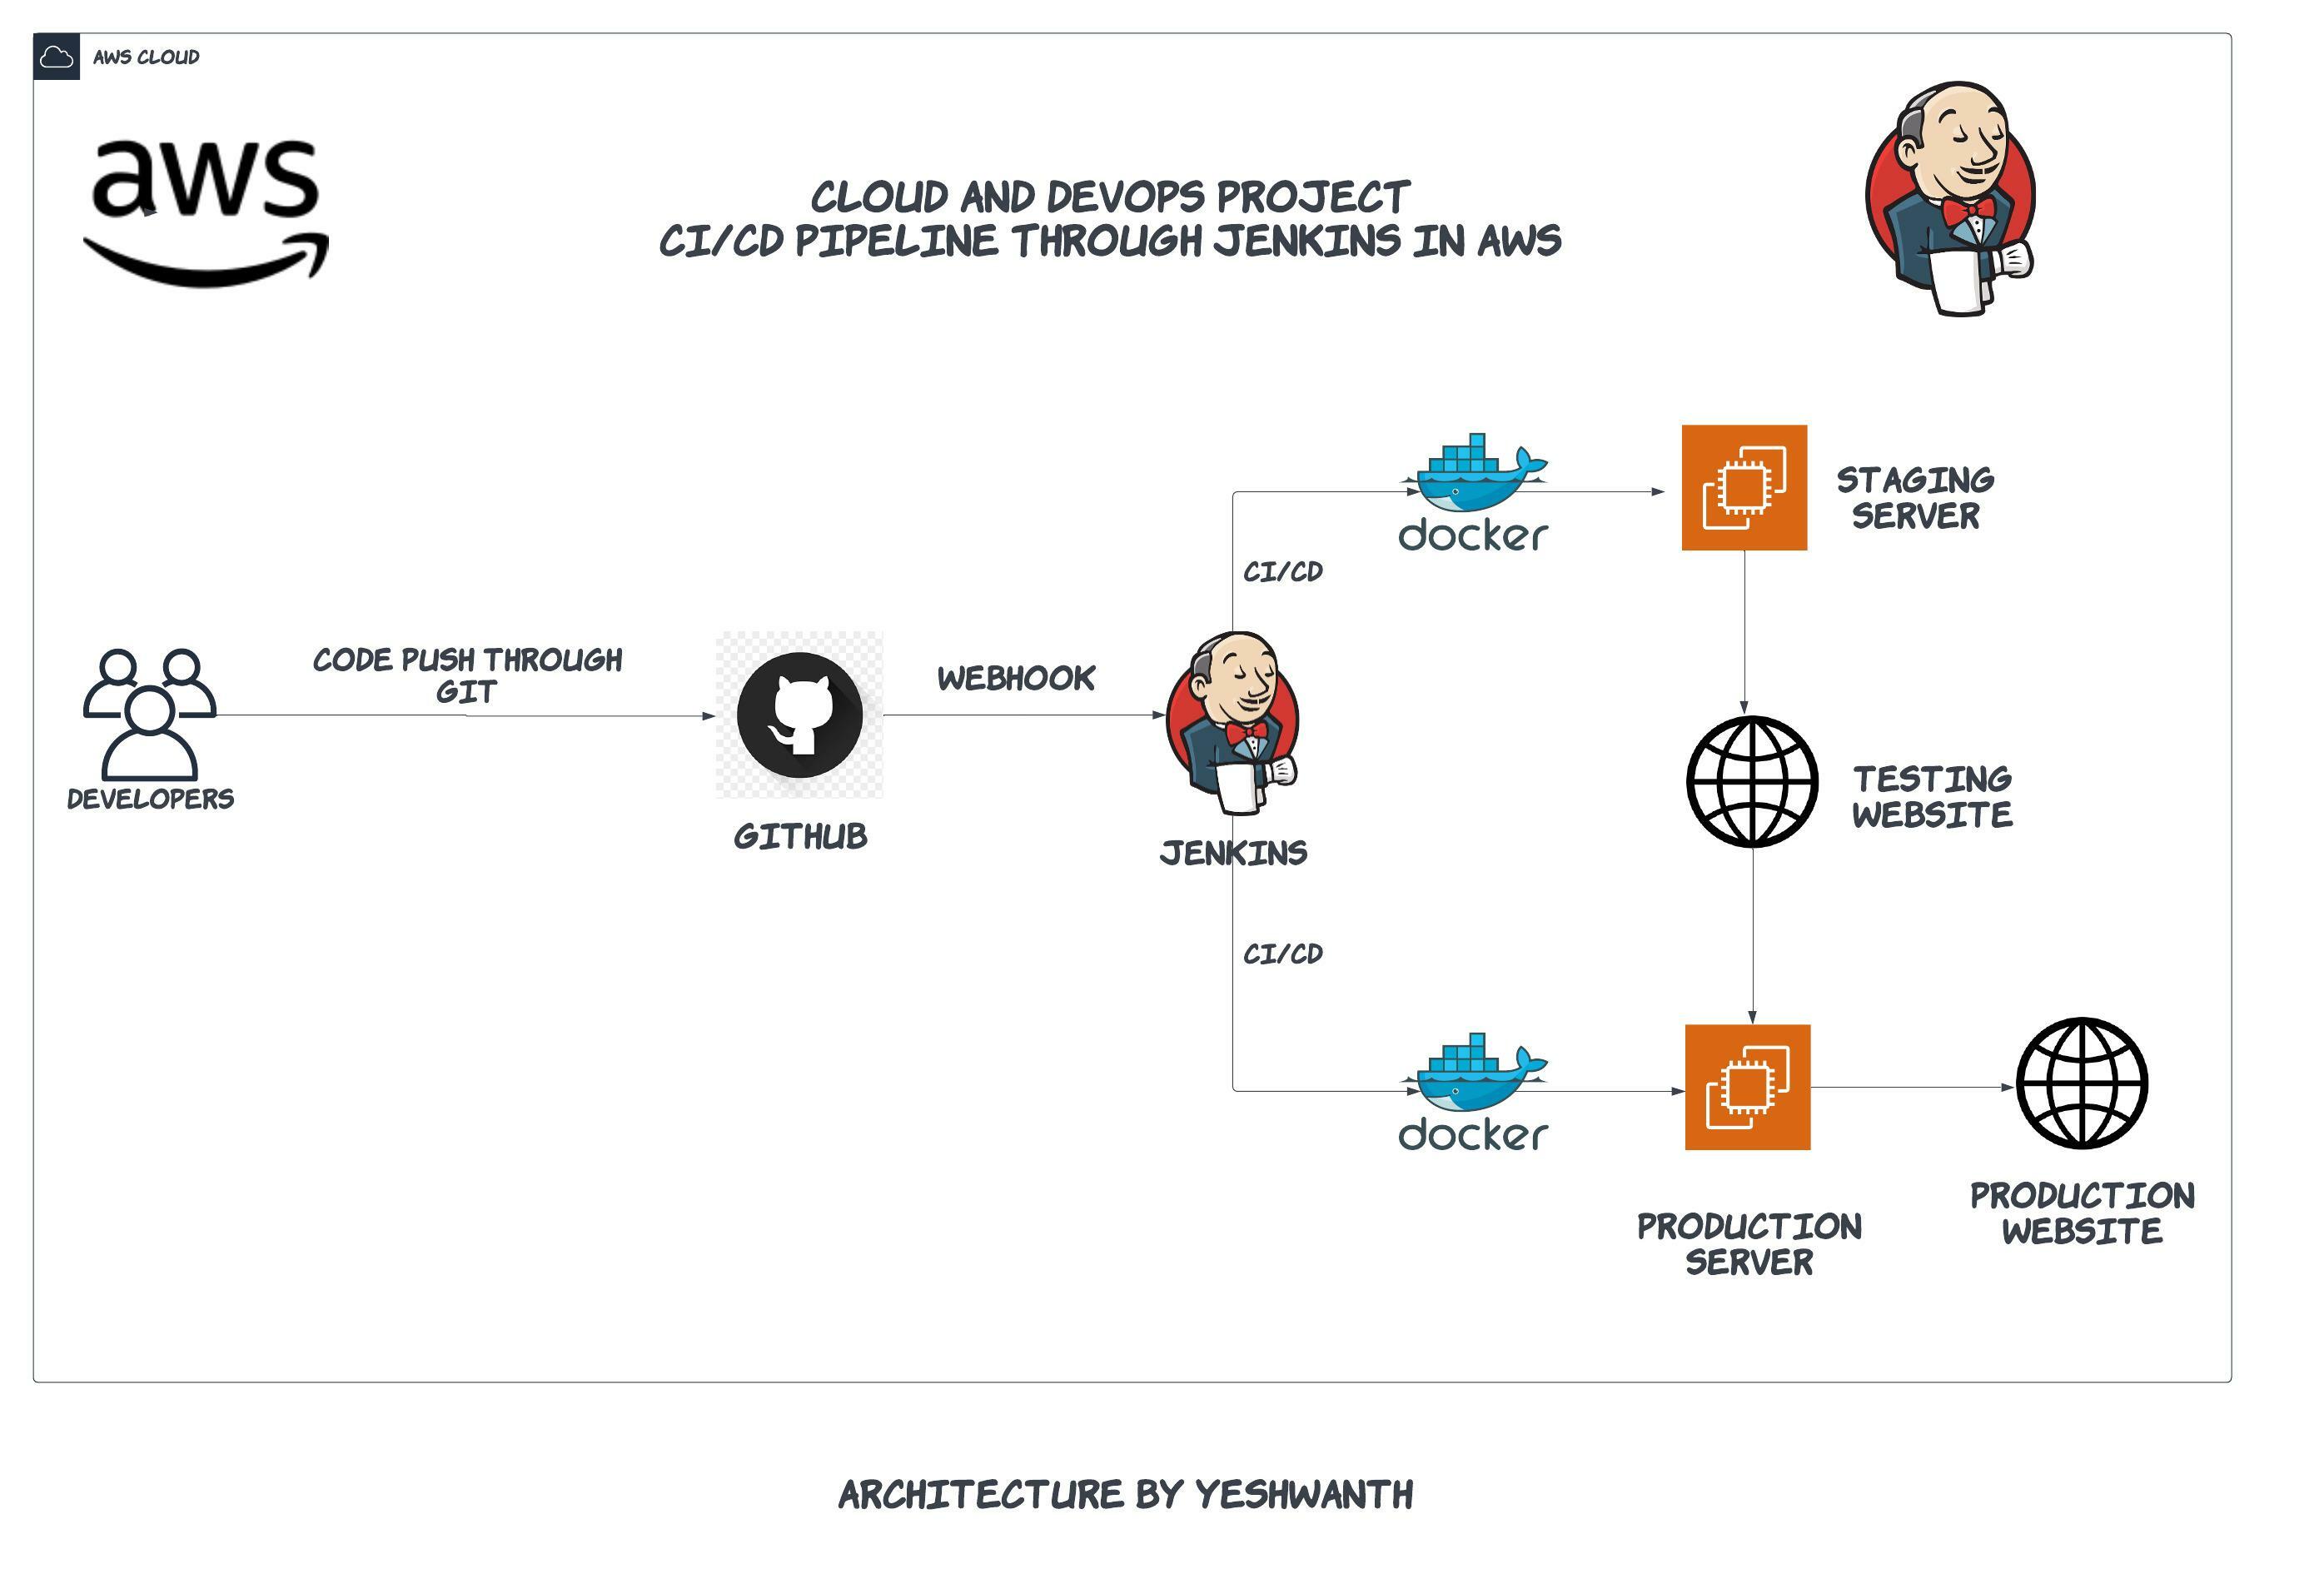 AWS CLOUD
aws
CLOUD AND DEVOPS PROJECT
CI/CD PIPELINE THROUGH JENKINS IN AWS
docker
STAGING
SERVER
CI/CD
CODE PUSH THROUGH
GIT
WEBHOOK
DEVELOPERS
GITHUB
JENKINS
TESTING
WEBSITE
CI/CD
docker
PRODUCTION
SERVER
PRODUCTION
WEBSITE
ARCHITECTURE BY YESHWANTH